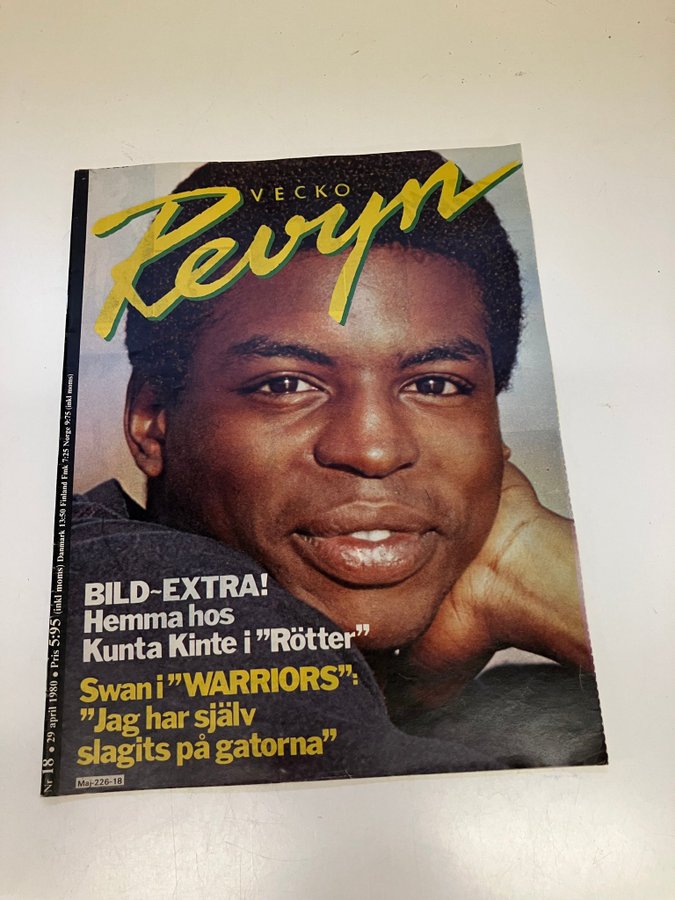 VECKO
Revyn
BILD~EXTRA!
Hemma hos
Kunta Kinte i "Rötter"
Swan i "WARRIORS":
"Jag har själv
slagits på gatorna"
Maj-226-18
Nr 18 • 29 april 1980 • Pris 5:95 (inkl moms) Danmark 13:50 Finland Fmk 7:25 Norge 9:75 (inkl moms)